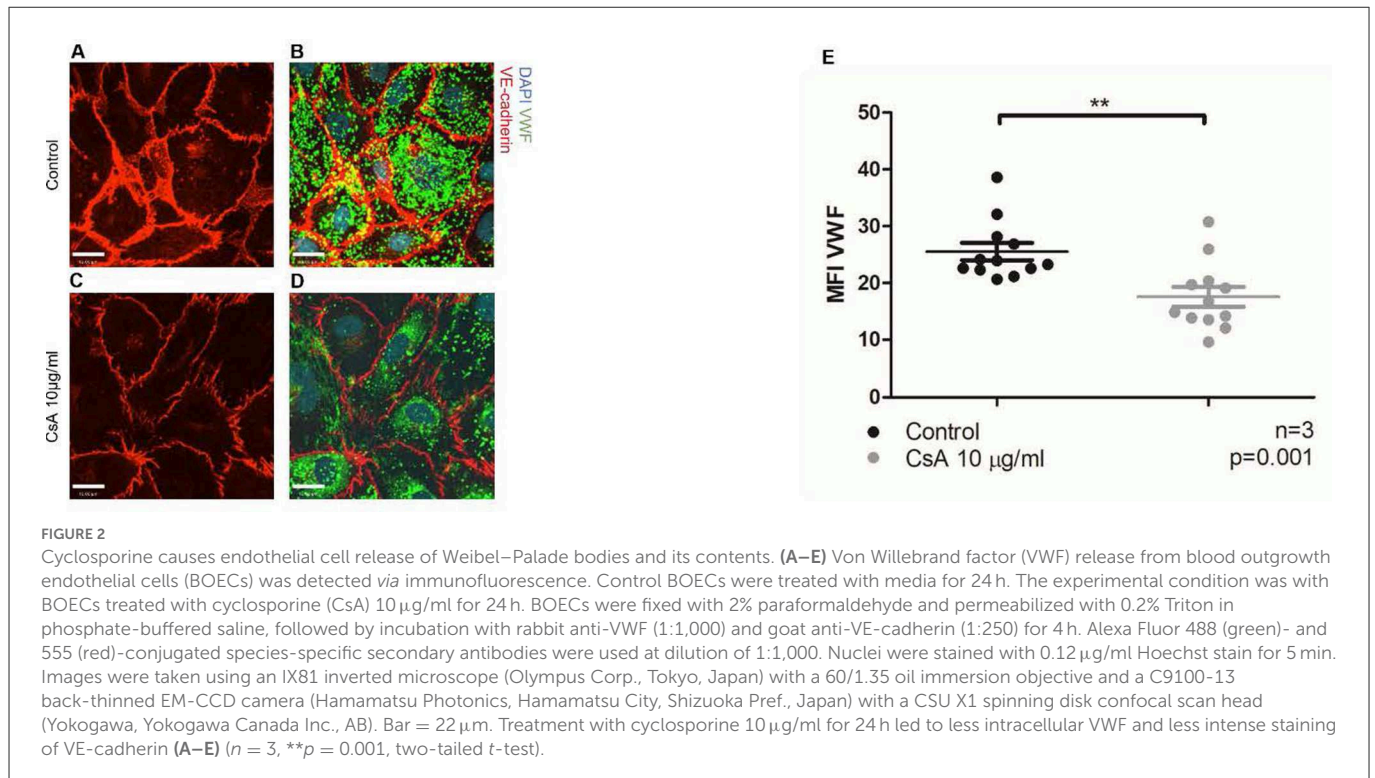 A
B
Control
DAPI VWF
VE-cadherin
C
D
CsA 10µg/ml
E
**
50
40
30
20
10
0
MFI VWF
Control
n=3
CsA 10 µg/ml
p=0.001
FIGURE 2
Cyclosporine causes endothelial cell release of Weibel–Palade bodies and its contents. (A–E) Von Willebrand factor (VWF) release from blood outgrowth
endothelial cells (BOECs) was detected via immunofluorescence. Control BOECs were treated with media for 24 h. The experimental condition was with
BOECs treated with cyclosporine (CsA) 10 µg/ml for 24 h. BOECs were fixed with 2% paraformaldehyde and permeabilized with 0.2% Triton in
phosphate-buffered saline, followed by incubation with rabbit anti-VWF (1:1,000) and goat anti-VE-cadherin (1:250) for 4 h. Alexa Fluor 488 (green)- and
555 (red)-conjugated species-specific secondary antibodies were used at dilution of 1:1,000. Nuclei were stained with 0.12 µg/ml Hoechst stain for 5 min.
Images were taken using an IX81 inverted microscope (Olympus Corp., Tokyo, Japan) with a 60/1.35 oil immersion objective and a C9100-13
back-thinned EM-CCD camera (Hamamatsu Photonics, Hamamatsu City, Shizuoka Pref., Japan) with a CSU X1 spinning disk confocal scan head
(Yokogawa, Yokogawa Canada Inc., AB). Bar = 22 µm. Treatment with cyclosporine 10 µg/ml for 24 h led to less intracellular VWF and less intense staining
of VE-cadherin (A–E) (n = 3, **p = 0.001, two-tailed t-test).